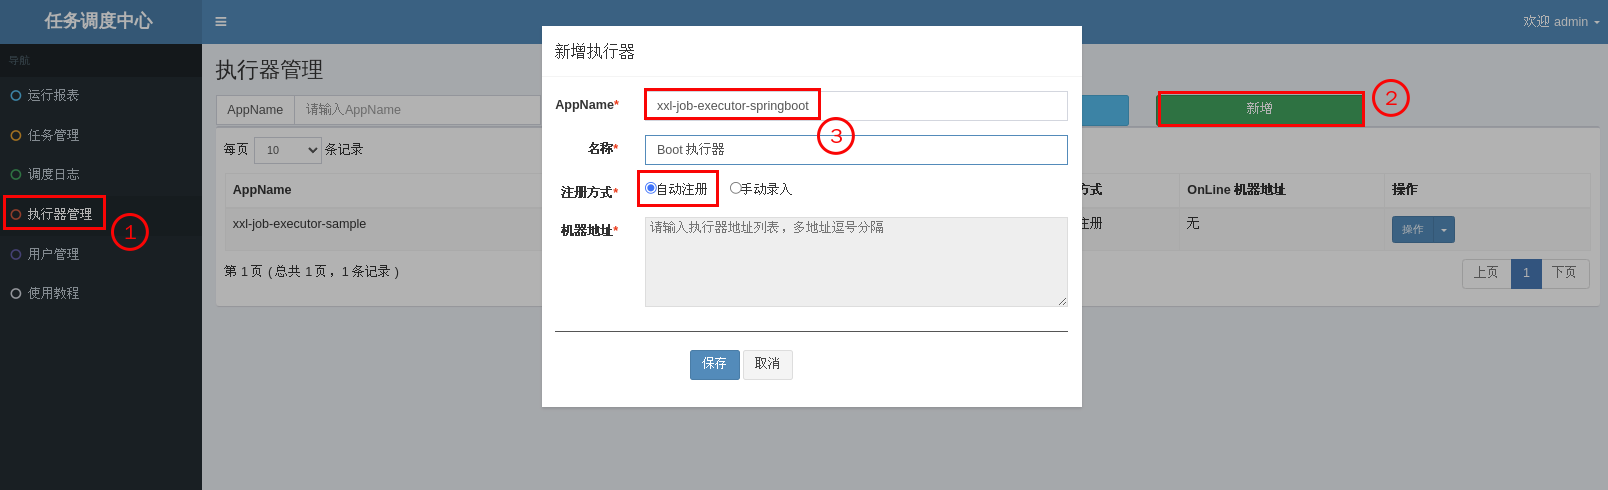 任务调度中心
欢迎 admin
导航
运行报表
任务管理
调度日志
执行器管理
1
用户管理
使用教程
执行器管理
AppName 请输入AppName
新增
2
每页 10 条记录
AppName
方式 OnLine 机器地址 操作
xxl-job-executor-sample
注册 无 操作
第 1 页 ( 总共 1 页，1 条记录 )
上页 1 下页
新增执行器
AppName* xxl-job-executor-springboot
3
名称* Boot 执行器
注册方式* 自动注册 手动录入
机器地址* 请输入执行器地址列表，多地址逗号分隔
保存 取消